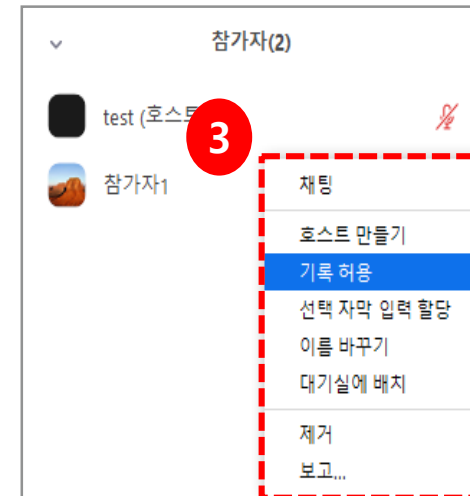 참가자(2)
test (호스트
3
참가자1
채팅
호스트 만들기
기록 허용
선택 자막 입력 할당
이름 바꾸기
대기실에 배치
제거
보고...